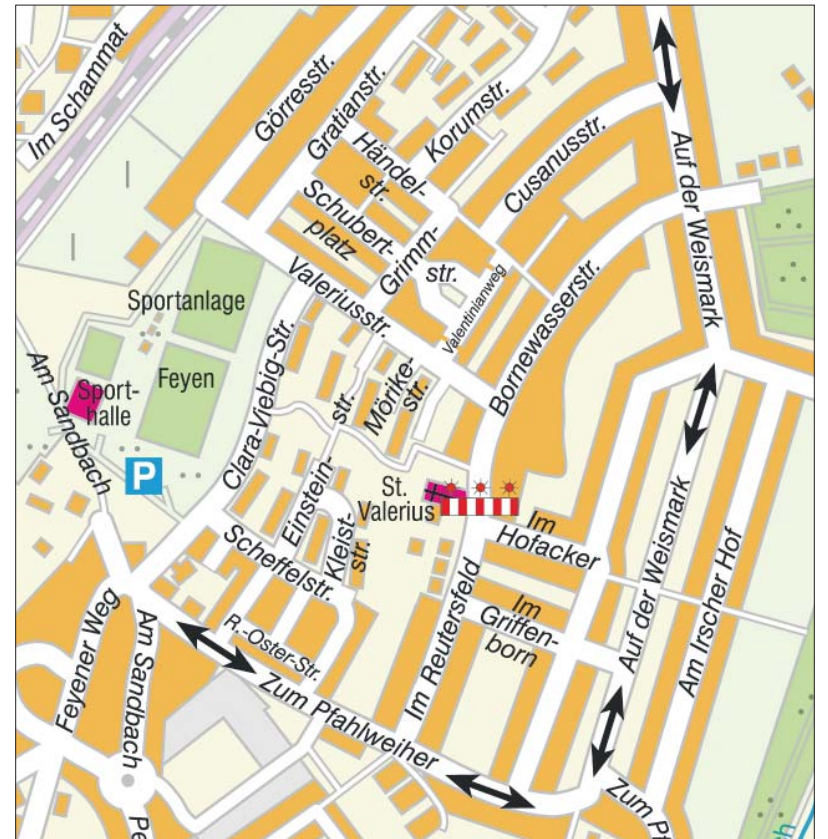 Im Schammat
Görresstr.
Gratianstr.
Händel-
str.
Korumstr.
Cusanusstr.
Auf der Weismark
Schubert-
platz
Grimm-
str.
Valeriusstr.
Valentinianweg
Bornewasserstr.
Sportanlage
Feyen
Sport-
halle
Am Sandbach
P
Clara-Viebig-Str.
Mörike-
str.
Einstein-
str.
Kleist-
str.
St.
Valerius
Scheffelstr.
Im
Hofacker
Im
Griffen-
born
Auf der Weismark
Am Irscher Hof
Im Reutersfeld
R.-Oster-Str.
Zum Pfahlweiher
Feyener Weg
Am Sandbach
Pe
Zum Pf
h